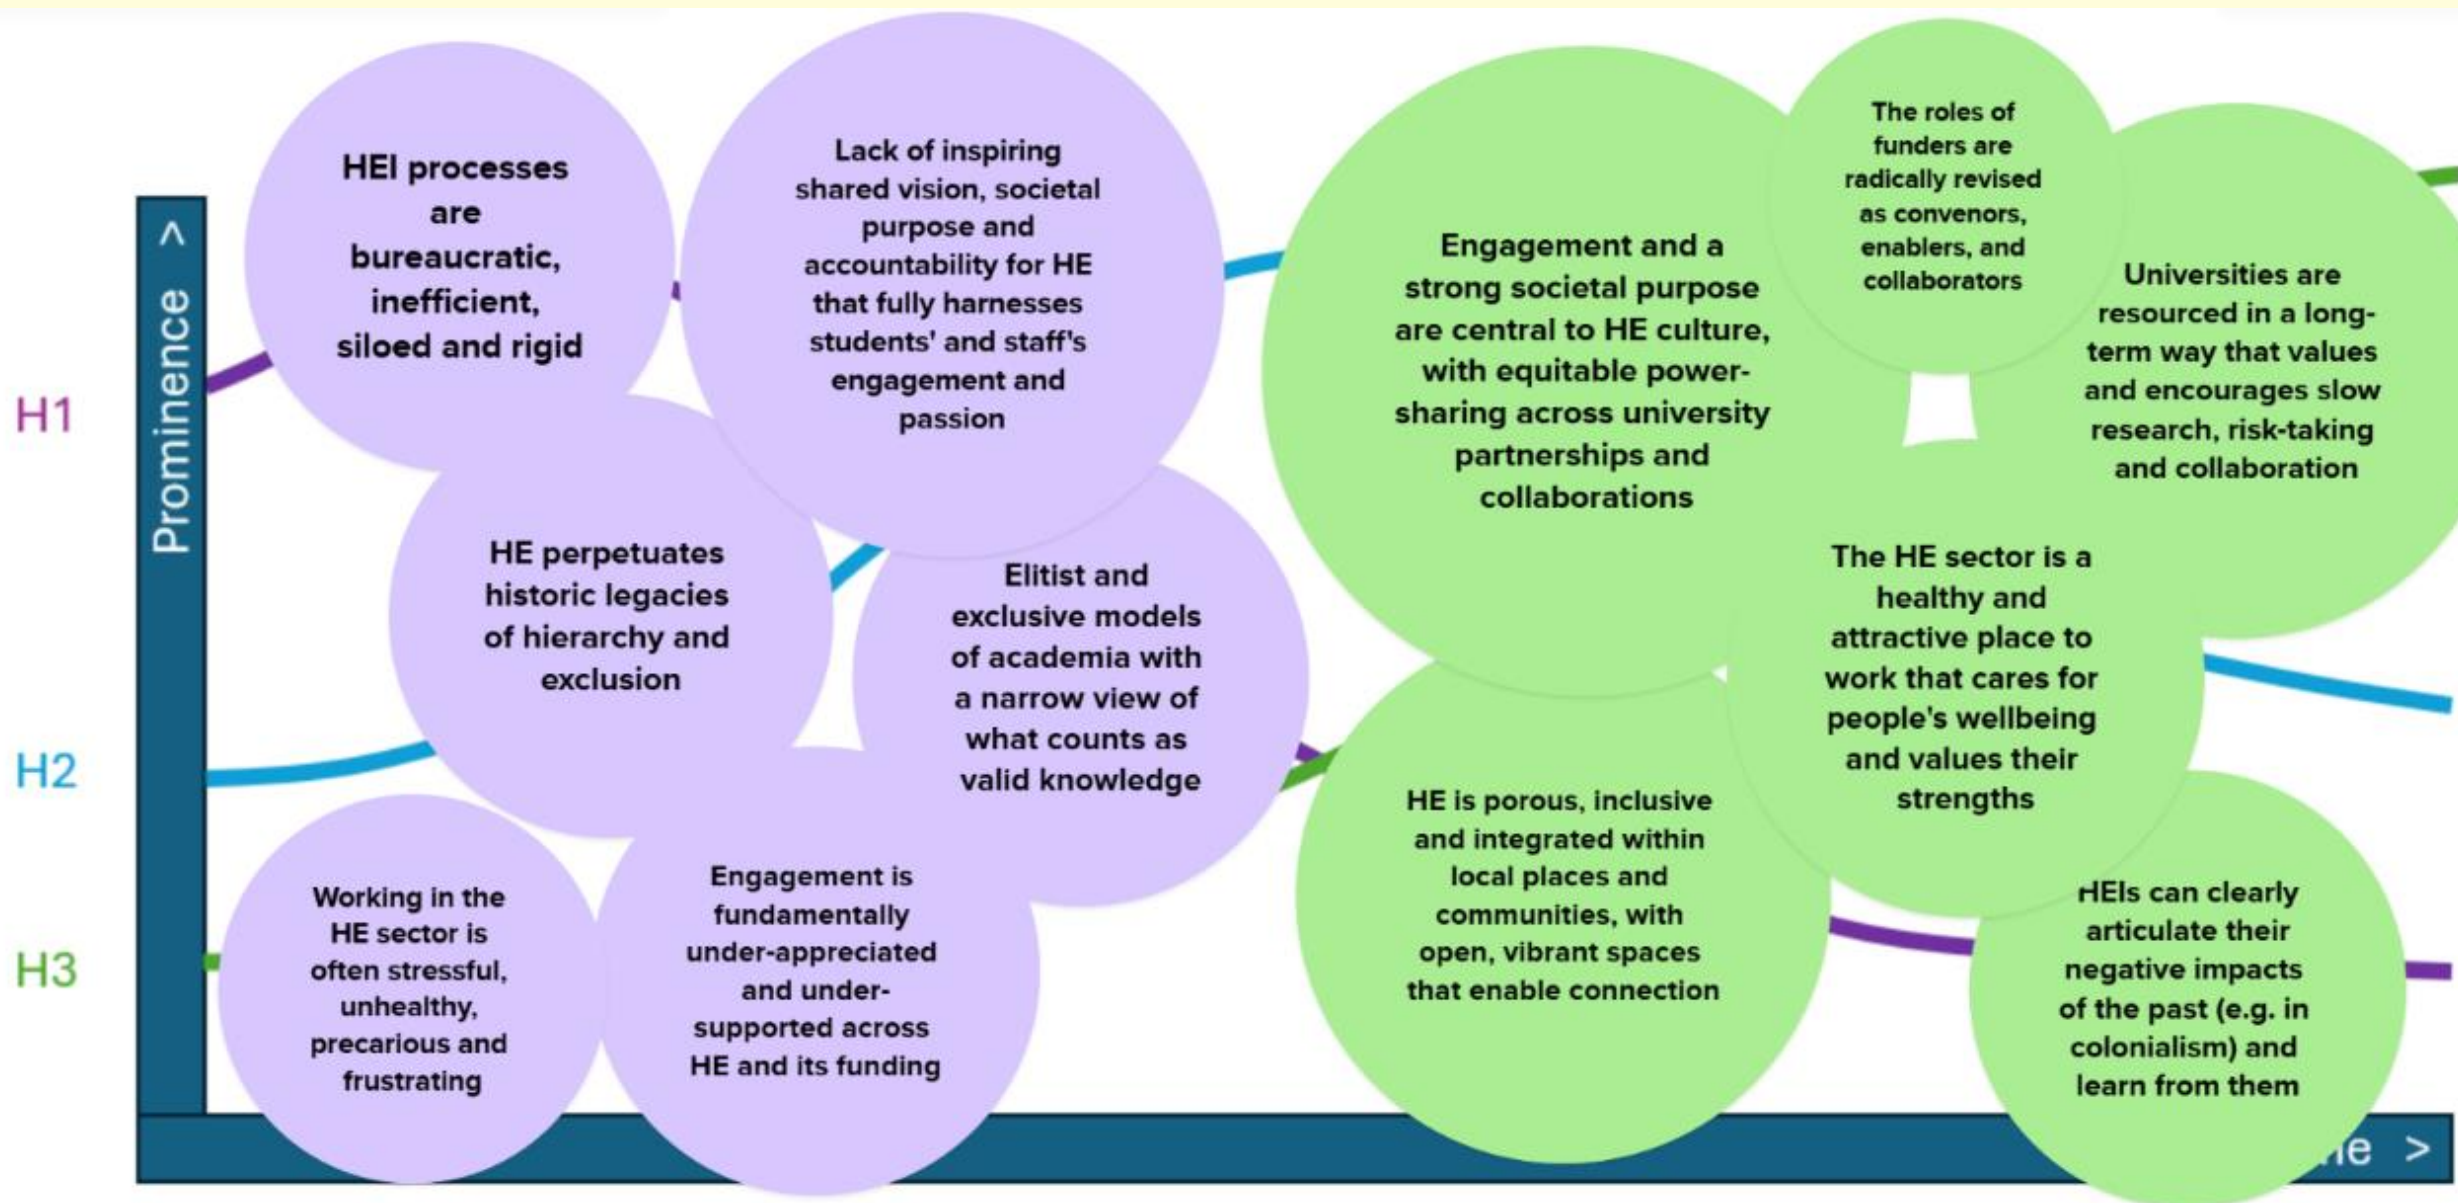 H1
H2
H3
Prominence >
HEI processes
are
bureaucratic,
inefficient,
siloed and rigid
Lack of inspiring
shared vision, societal
purpose and
accountability for HE
that fully harnesses
students' and staff's
engagement and
passion
HE perpetuates
historic legacies
of hierarchy and
exclusion
Elitist and
exclusive models
of academia with
a narrow view of
what counts as
valid knowledge
Working in the
HE sector is
often stressful,
unhealthy,
precarious and
frustrating
Engagement is
fundamentally
under-appreciated
and under-
supported across
HE and its funding
Engagement and a
strong societal purpose
are central to HE culture,
with equitable power-
sharing across university
partnerships and
collaborations
The roles of
funders are
radically revised
as convenors,
enablers, and
collaborators
Universities are
resourced in a long-
term way that values
and encourages slow
research, risk-taking
and collaboration
The HE sector is a
healthy and
attractive place to
work that cares for
people's wellbeing
and values their
strengths
HE is porous, inclusive
and integrated within
local places and
communities, with
open, vibrant spaces
that enable connection
HEIs can clearly
articulate their
negative impacts
of the past (e.g. in
colonialism) and
learn from them
>